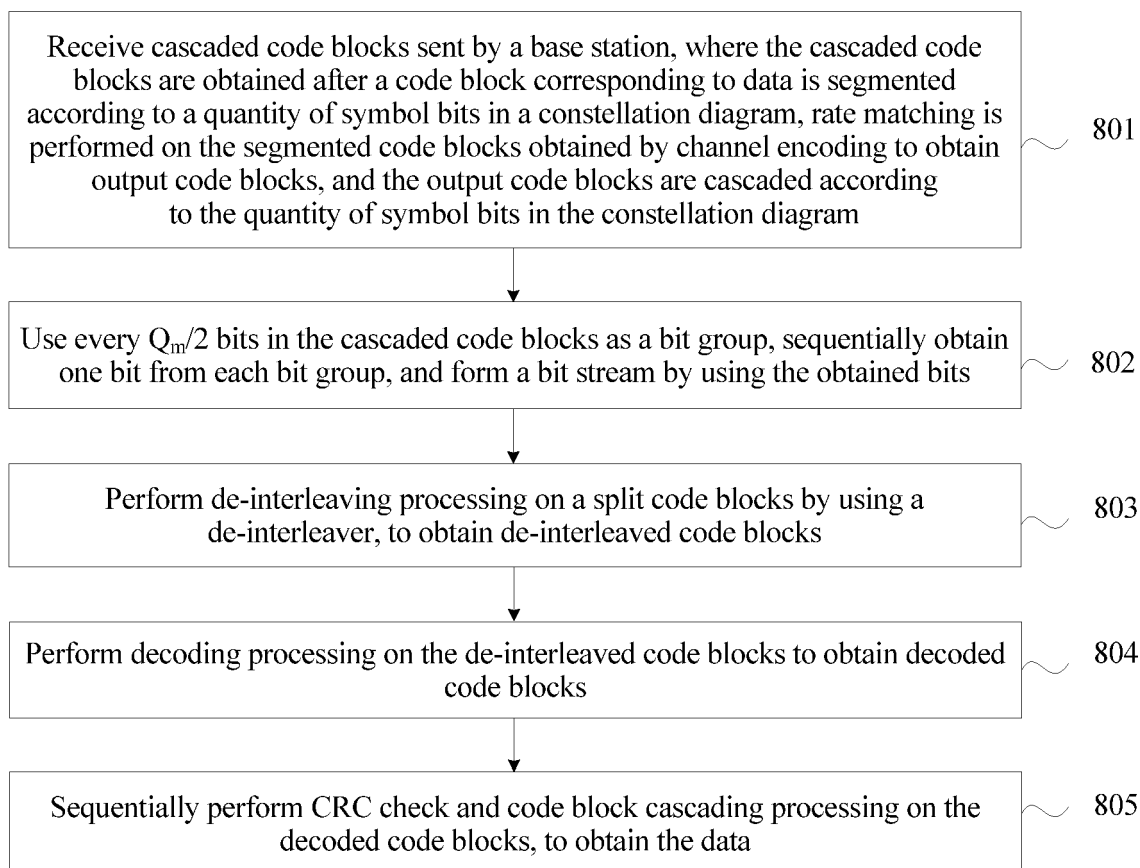 Receive cascaded code blocks sent by a base station, where the cascaded code
blocks are obtained after a code block corresponding to data is segmented
according to a quantity of symbol bits in a constellation diagram, rate matching is
performed on the segmented code blocks obtained by channel encoding to obtain
output code blocks, and the output code blocks are cascaded according
to the quantity of symbol bits in the constellation diagram
801
Use every Qm/2 bits in the cascaded code blocks as a bit group, sequentially obtain
one bit from each bit group, and form a bit stream by using the obtained bits
802
Perform de-interleaving processing on a split code blocks by using a
de-interleaver, to obtain de-interleaved code blocks
803
Perform decoding processing on the de-interleaved code blocks to obtain decoded
code blocks
804
Sequentially perform CRC check and code block cascading processing on the
decoded code blocks, to obtain the data
805